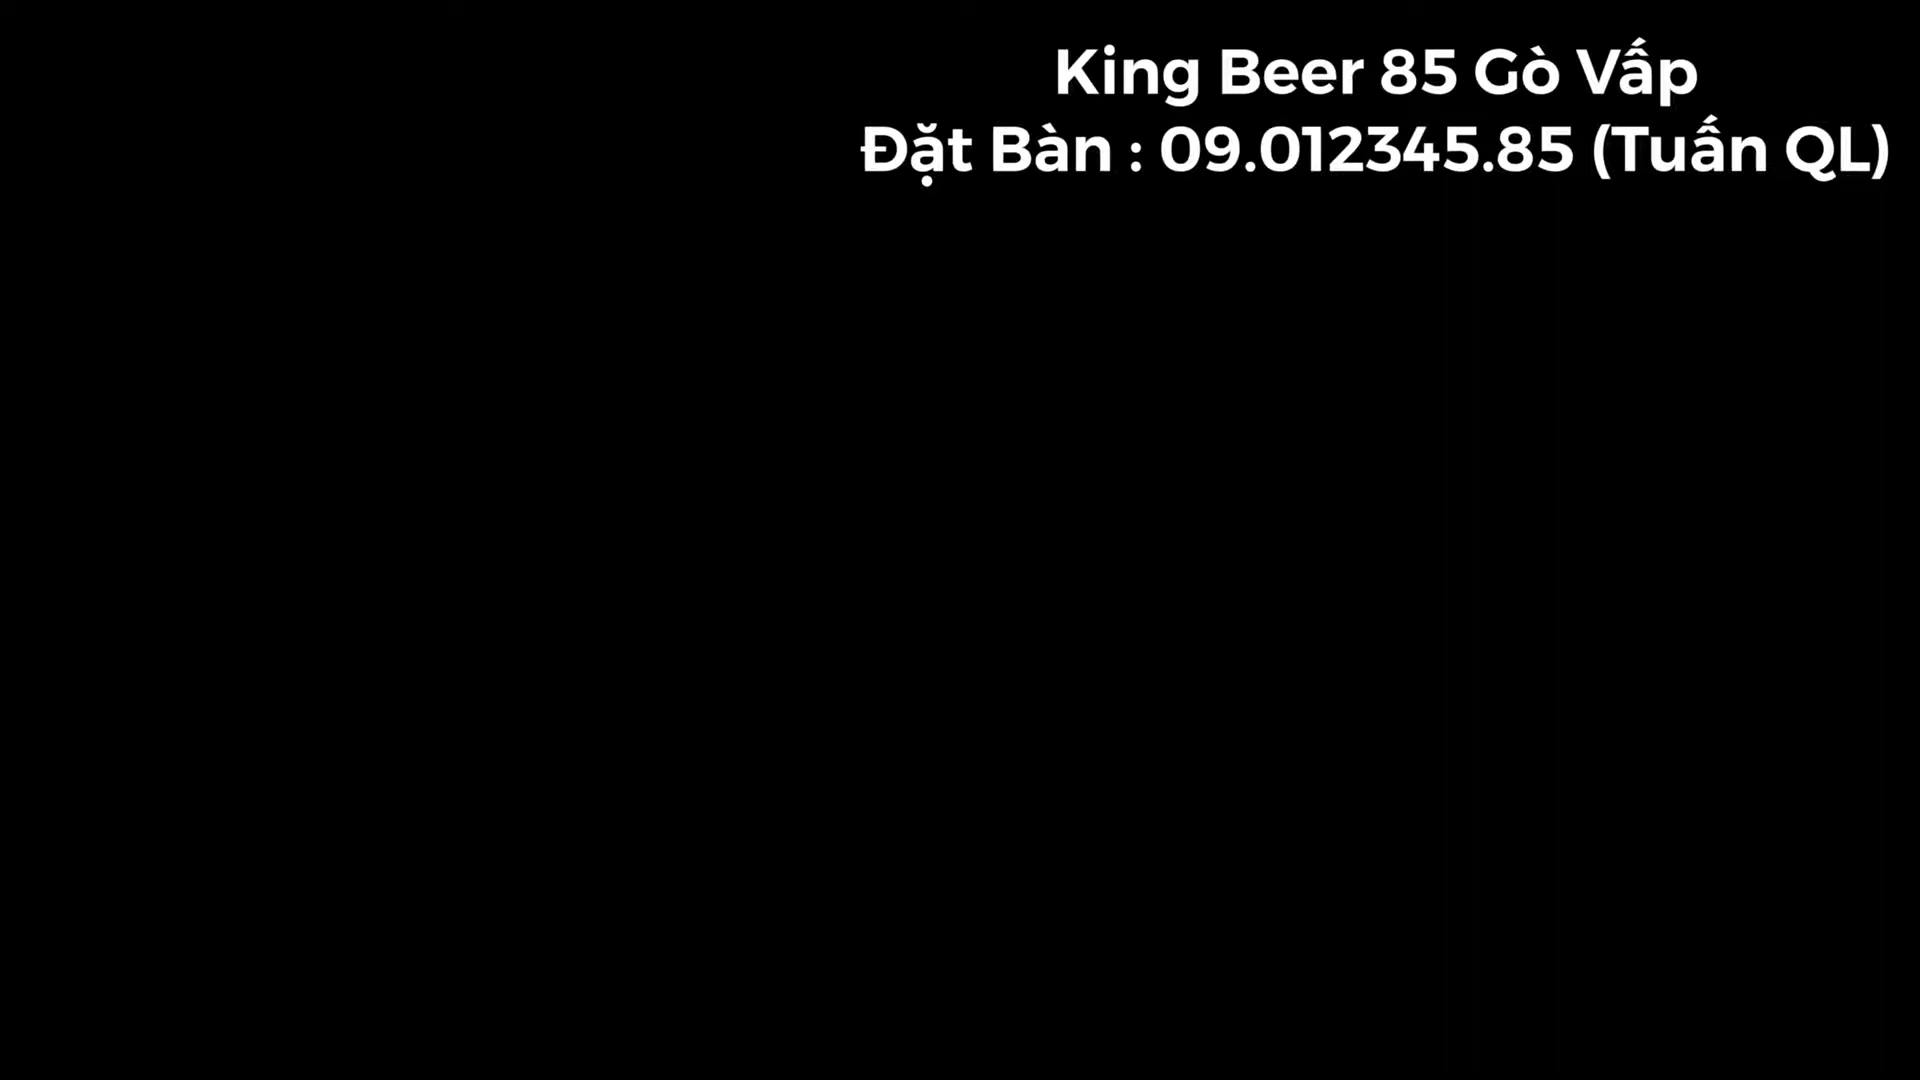 King Beer 85 Gò Vấp
Đặt Bàn : 09.012345.85 (Tuấn QL)